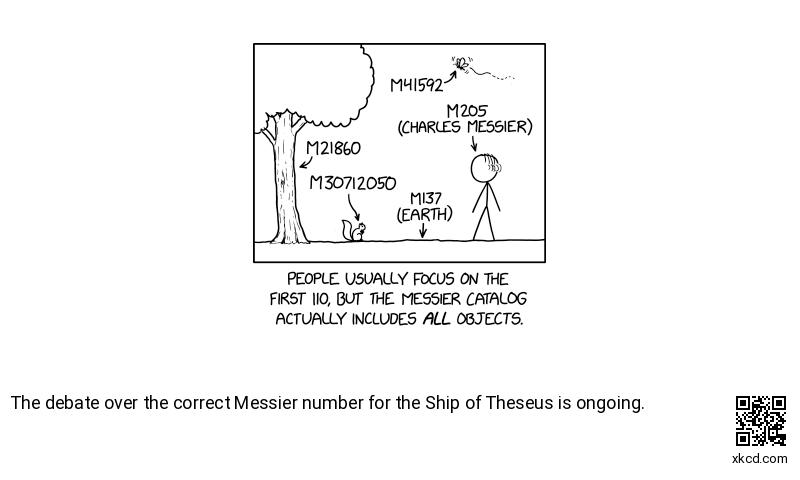 M41592
M205
(CHARLES MESSIER)
M21860
M30712050
M137
(EARTH)
PEOPLE USUALLY FOCUS ON THE
FIRST 110, BUT THE MESSIER CATALOG
ACTUALLY INCLUDES ALL OBJECTS.
The debate over the correct Messier number for the Ship of Theseus is ongoing.
xkcd.com